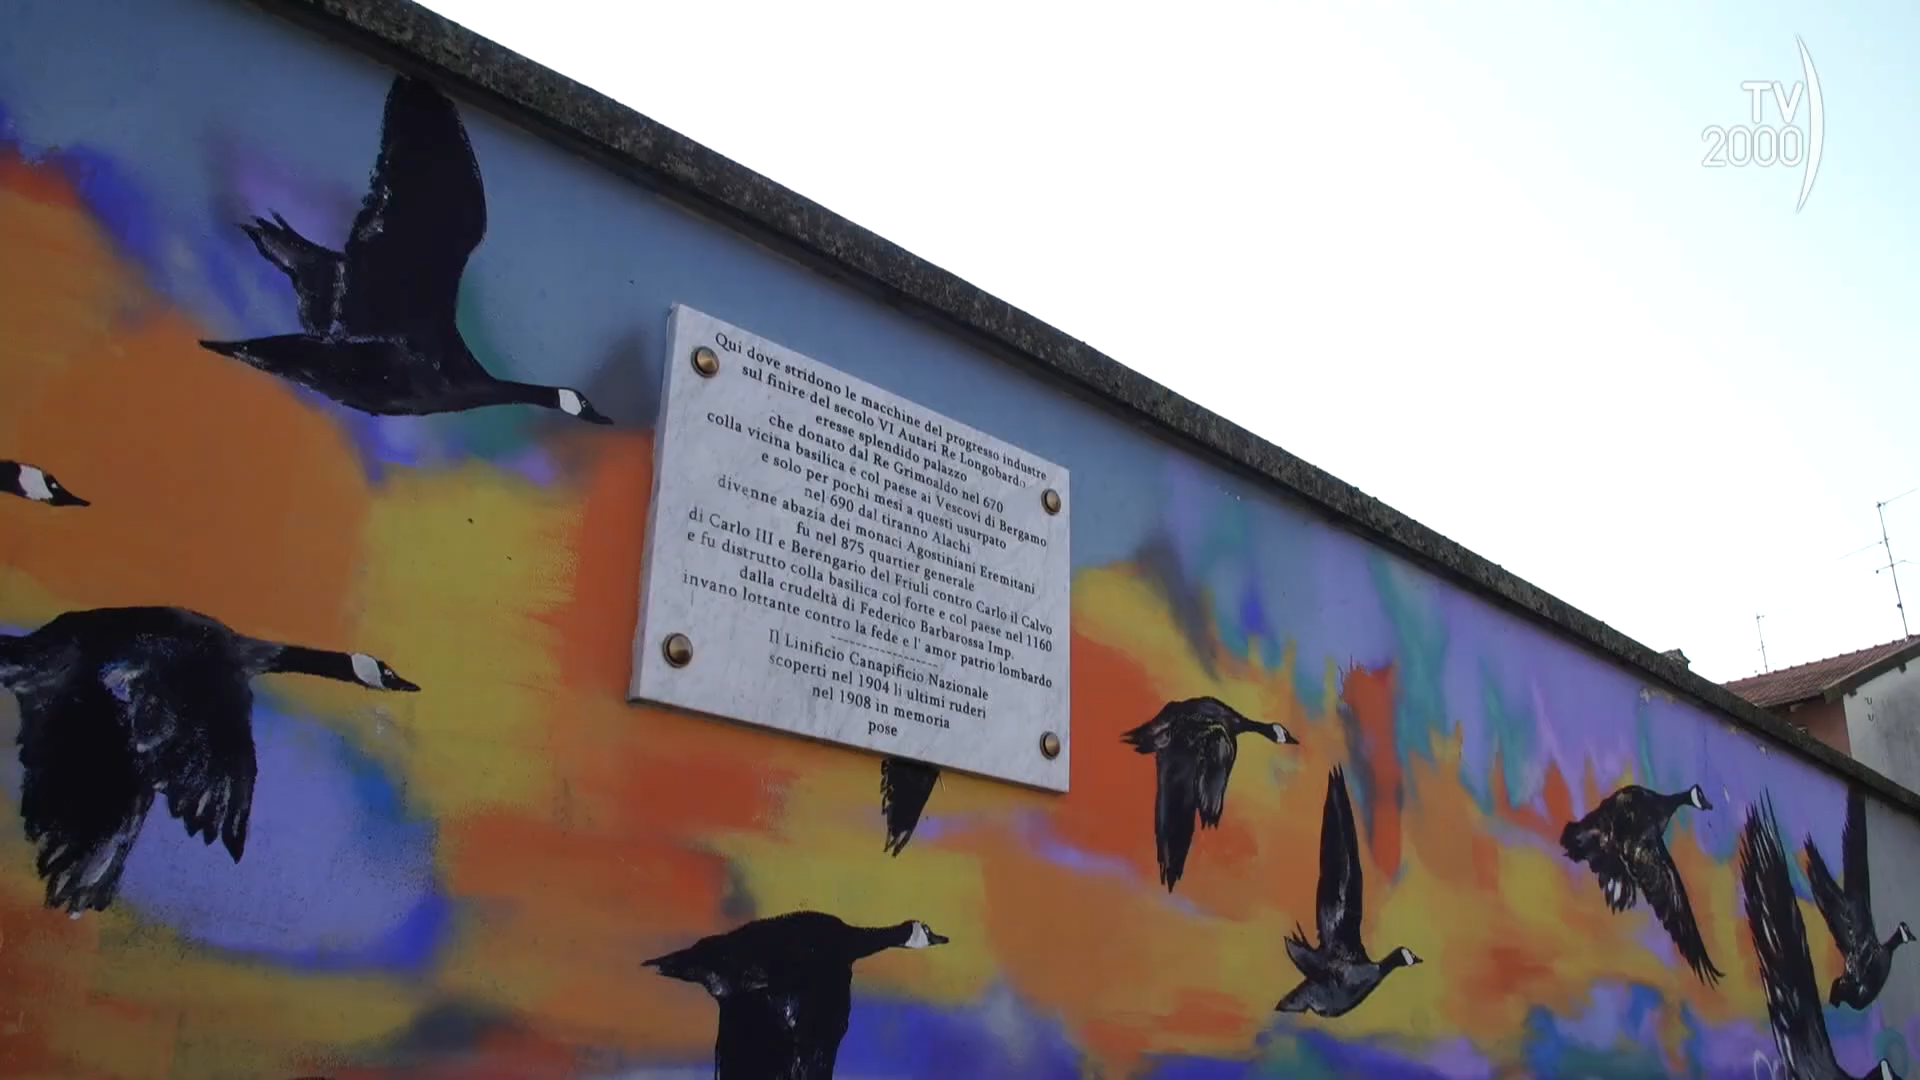 TV
2000
Qui dove stridono le macchine del progresso industre
sul finire del secolo VI Autari Re Longobardo
eresse splendido palazzo
che donato dal Re Grimoaldo nel 670
colla vicina basilica e col paese ai Vescovi di Bergamo
e solo per pochi mesi a questi usurpato
nel 690 dal tiranno Alachi
divenne abazia dei monaci Agostiniani Eremitani
fu nel 875 quartier generale
di Carlo III e Berengario del Friuli contro Carlo il Calvo
e fu distrutto colla basilica col forte e col paese nel 1160
dalla crudeltà di Federico Barbarossa Imp.
invano lottante contro la fede e l' amor patrio lombardo
--------------
Il Linificio Canapificio Nazionale
scoperti nel 1904 li ultimi ruderi
nel 1908 in memoria
pose